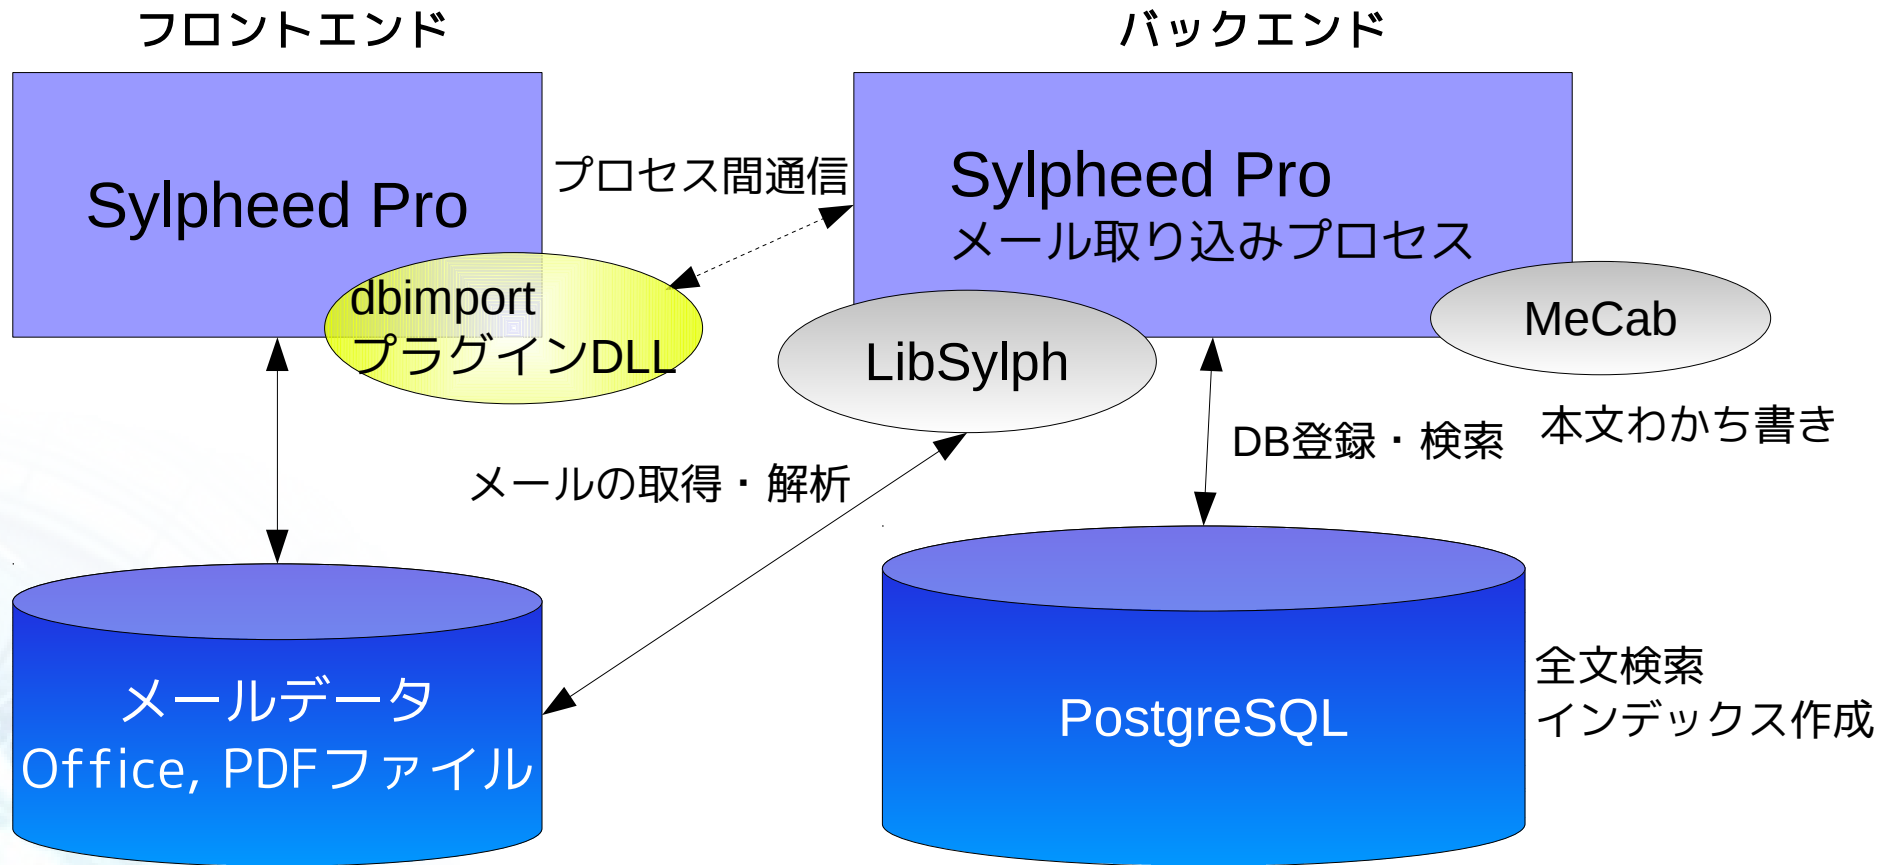 フロントエンド
バックエンド
Sylpheed Pro
プロセス間通信
Sylpheed Pro
メール取り込みプロセス
dbimport
プラグインDLL
LibSylph
MeCab
本文わかち書き
DB登録・検索
メールの取得・解析
メールデータ
Office, PDFファイル
PostgreSQL
全文検索
インデックス作成